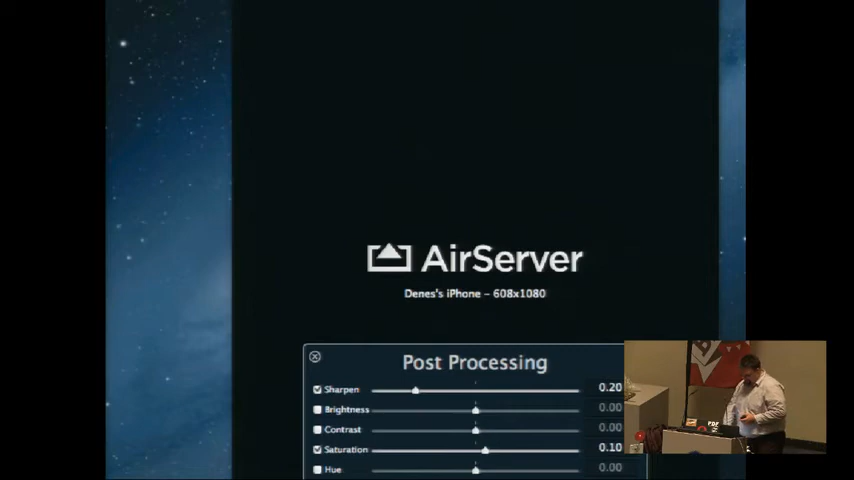 AirServer
Denes's iPhone – 608x1080
Post Processing
Sharpen 0.20
Brightness 0.00
Contrast 0.00
Saturation 0.10
Hue 0.00
PDF